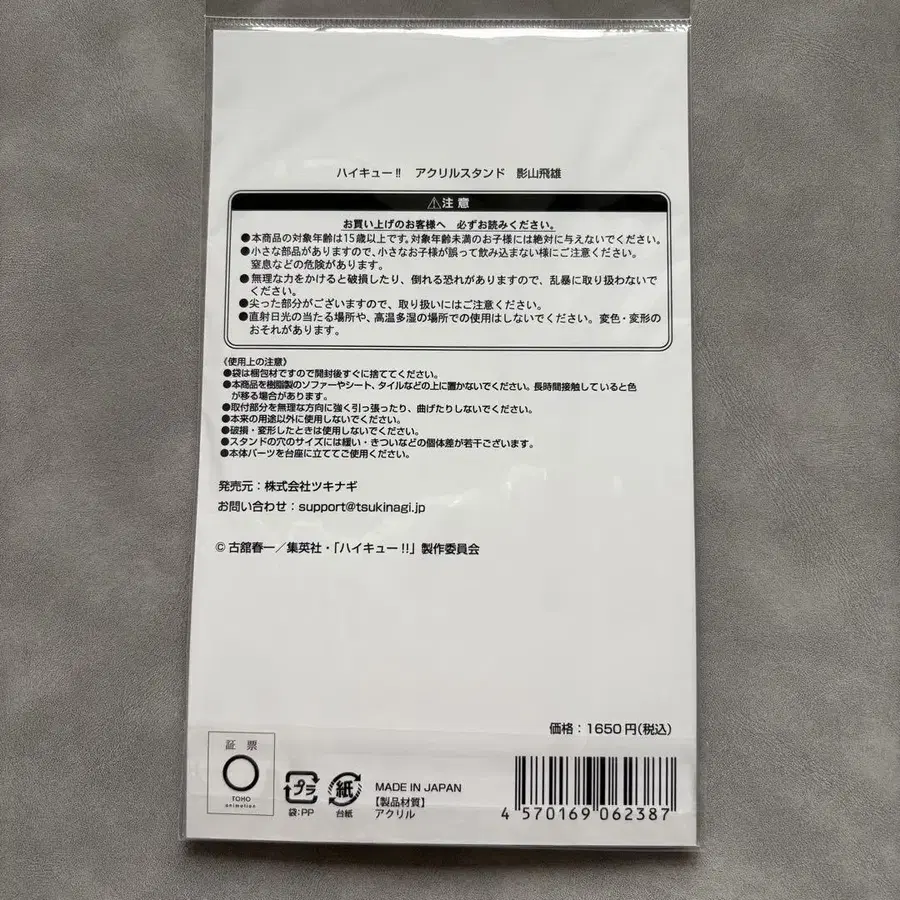 ハイキュー!!　アクリルスタンド　影山飛雄
⚠注意
お買い上げのお客様へ　必ずお読みください。
●本商品の対象年齢は15歳以上です。対象年齢未満のお子様には絶対に与えないでください。
●小さな部品がありますので、小さなお子様が誤って飲み込まない様にご注意ください。
窒息などの危険があります。
●無理な力をかけると破損したり、倒れる恐れがありますので、乱暴に取り扱わないで
ください。
●尖った部分がございますので、取り扱いにはご注意ください。
●直射日光の当たる場所や、高温多湿の場所での使用はしないでください。変色・変形の
おそれがあります。
《使用上の注意》
●袋は梱包材ですので開封後すぐに捨ててください。
●本商品を樹脂製のソファーやシート、タイルなどの上に置かないでください。長時間接触していると色
が移る場合があります。
●取付部分を無理な方向に強く引っ張ったり、曲げたりしないでください。
●本来の用途以外に使用しないでください。
●破損・変形したときは使用しないでください。
●スタンドの穴のサイズには緩い・きついなどの個体差が若干ございます。
●本体パーツを台座に立ててご使用ください。
発売元：株式会社ツキナギ
お問い合わせ：support@tsukinagi.jp
© 古舘春一／集英社・「ハイキュー!!」製作委員会
価格：1650円(税込)
証 票
TOHO
animation
プラ
袋:PP
紙
台紙
MADE IN JAPAN
【製品材質】
アクリル
4 570169 062387